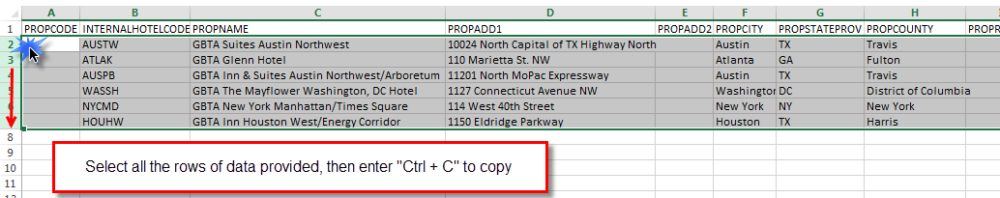 A B C D E F G H
1 PROPCODE INTERNALHOTELCODE PROPNAME PROPADD1 PROPADD2 PROPCITY PROPSTATEPROV PROPCOUNTY PROPR
2 AUSTW GBTA Suites Austin Northwest 10024 North Capital of TX Highway North Austin TX Travis
3 ATLAK GBTA Glenn Hotel 110 Marietta St. NW Atlanta GA Fulton
4 AUSPB GBTA Inn & Suites Austin Northwest/Arboretum 11201 North MoPac Expressway Austin TX Travis
5 WASSH GBTA The Mayflower Washington, DC Hotel 1127 Connecticut Avenue NW Washington DC District of Columbia
6 NYCMD GBTA New York Manhattan/Times Square 114 West 40th Street New York NY New York
7 HOUHW GBTA Inn Houston West/Energy Corridor 1150 Eldridge Parkway Houston TX Harris
8
9
10
11
12
Select all the rows of data provided, then enter "Ctrl + C" to copy